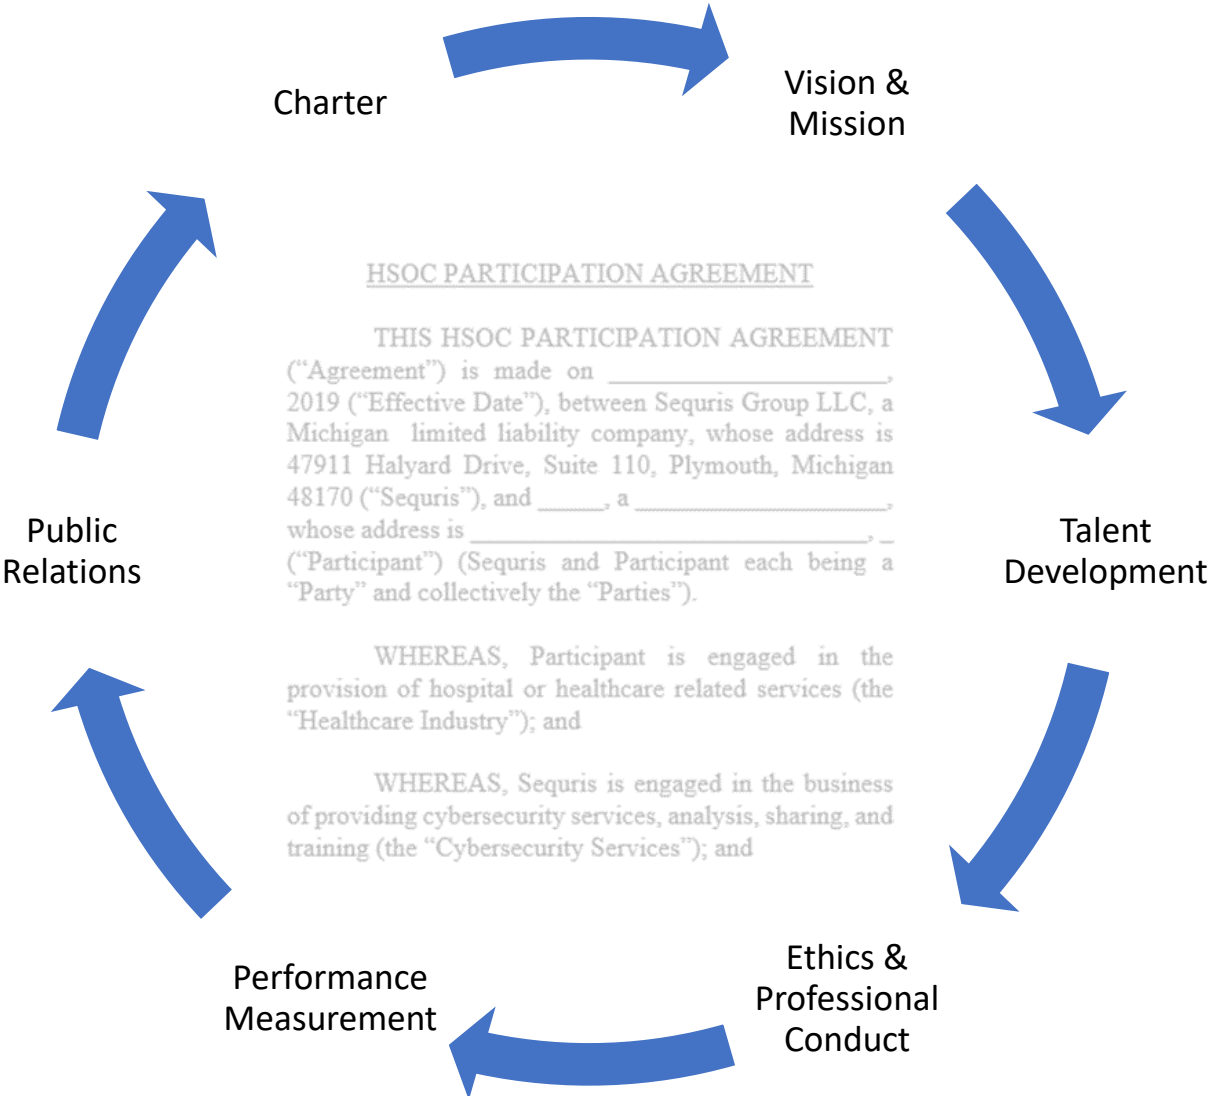 Charter
Vision &
Mission
Talent
Development
Ethics &
Professional
Conduct
Performance
Measurement
Public
Relations
HSOC PARTICIPATION AGREEMENT
THIS HSOC PARTICIPATION AGREEMENT
(“Agreement”) is made on ______________________,
2019 (“Effective Date”), between Sequris Group LLC, a
Michigan limited liability company, whose address is
47911 Halyard Drive, Suite 110, Plymouth, Michigan
48170 (“Sequris”), and _____, a ____________________,
whose address is ________________________________, _
(“Participant”) (Sequris and Participant each being a
“Party” and collectively the “Parties”).
WHEREAS, Participant is engaged in the
provision of hospital or healthcare related services (the
“Healthcare Industry”); and
WHEREAS, Sequris is engaged in the business
of providing cybersecurity services, analysis, sharing, and
training (the “Cybersecurity Services”); and